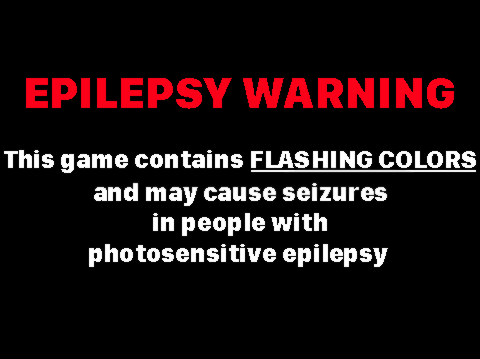 EPILEPSY WARNING
This game contains FLASHING COLORS
and may cause seizures
in people with
photosensitive epilepsy